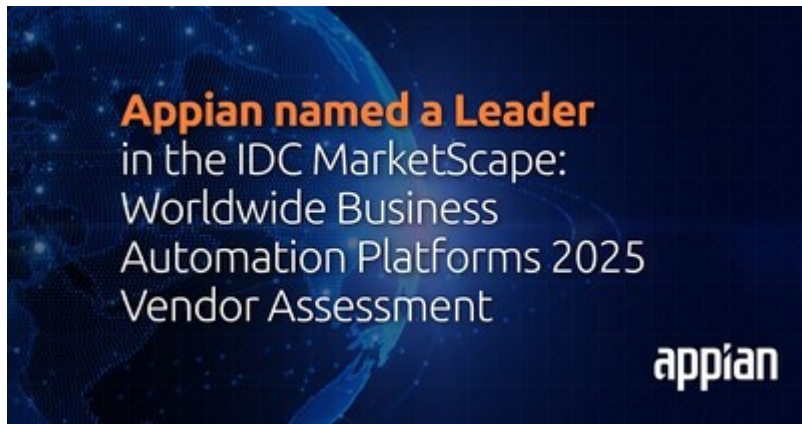 Appian named a Leader
in the IDC MarketScape:
Worldwide Business
Automation Platforms 2025
Vendor Assessment
appian